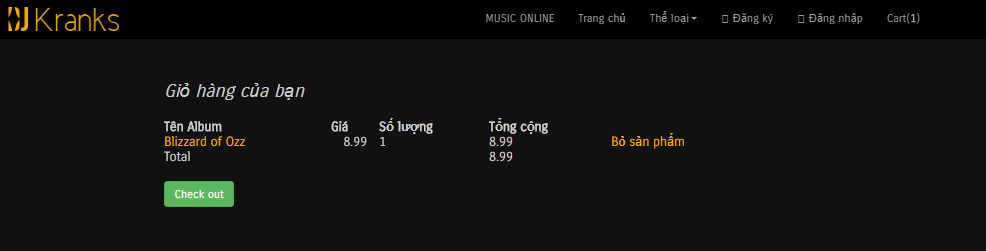 DJ Kranks MUSIC ONLINE Trang chủ Thể loại Đăng ký Đăng nhập Cart(1)
Giỏ hàng của bạn
Tên Album Giá Số lượng Tổng cộng
Blizzard of Ozz 8.99 1 8.99 Bỏ sản phẩm
Total 8.99
Check out